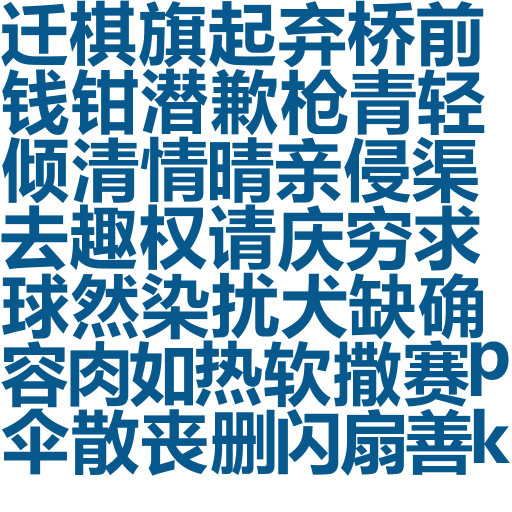 迁棋旗起弃桥前
钱钳潜歉枪青轻
倾清情晴亲侵渠
去趣权请庆穷求
球然染扰犬缺确
容肉如热软撒赛p
伞散丧删闪扇善k